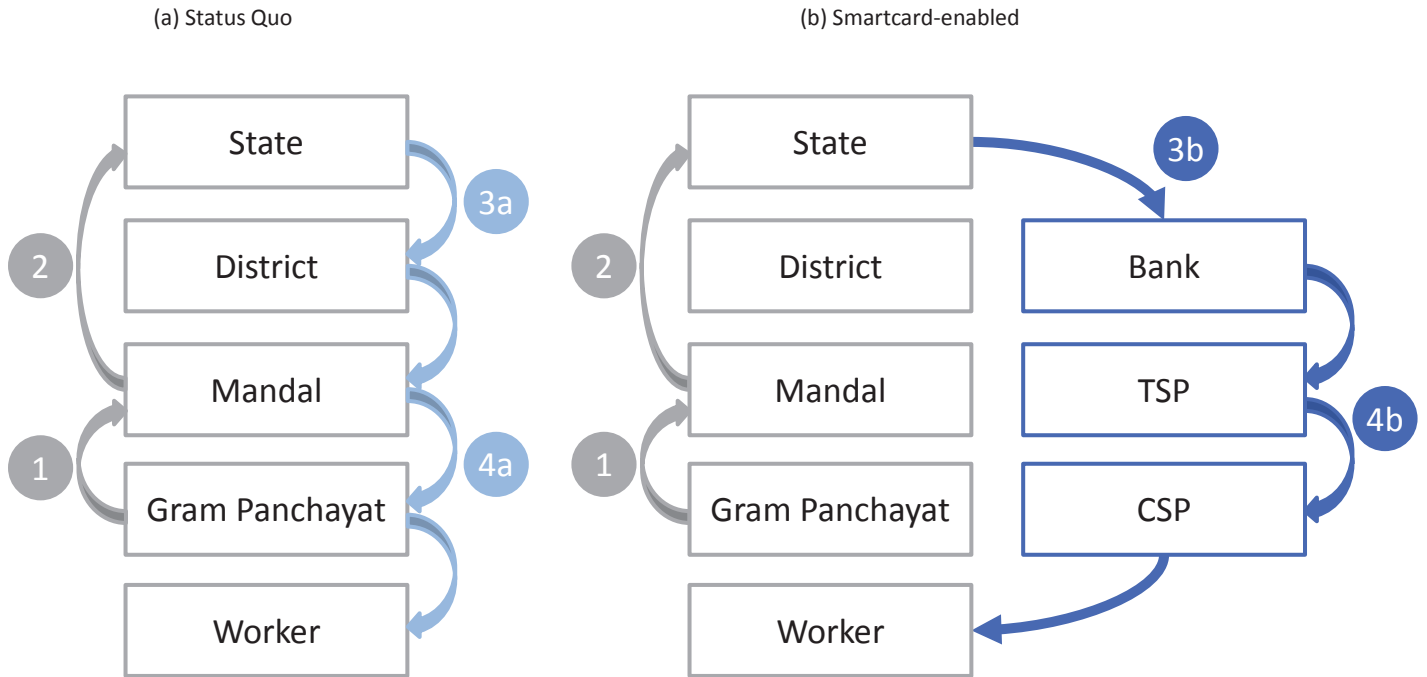 (a) Status Quo
State
3a
2
District
Mandal
1
4a
Gram Panchayat
Worker
(b) Smartcard-enabled
State
3b
2
District
Bank
Mandal
TSP
1
4b
Gram Panchayat
CSP
Worker